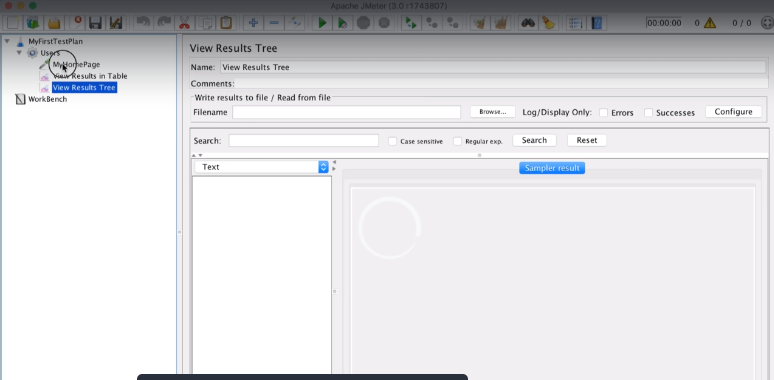 Apache JMeter (3.0 r1743807)
00:00:00 0 0 / 0
MyFirstTestPlan
Users
MyHomePage
View Results in Table
View Results Tree
WorkBench
View Results Tree
Name: View Results Tree
Comments:
Write results to file / Read from file
Filename Browse... Log/Display Only: Errors Successes Configure
Search: Case sensitive Regular exp. Search Reset
Text Sampler result